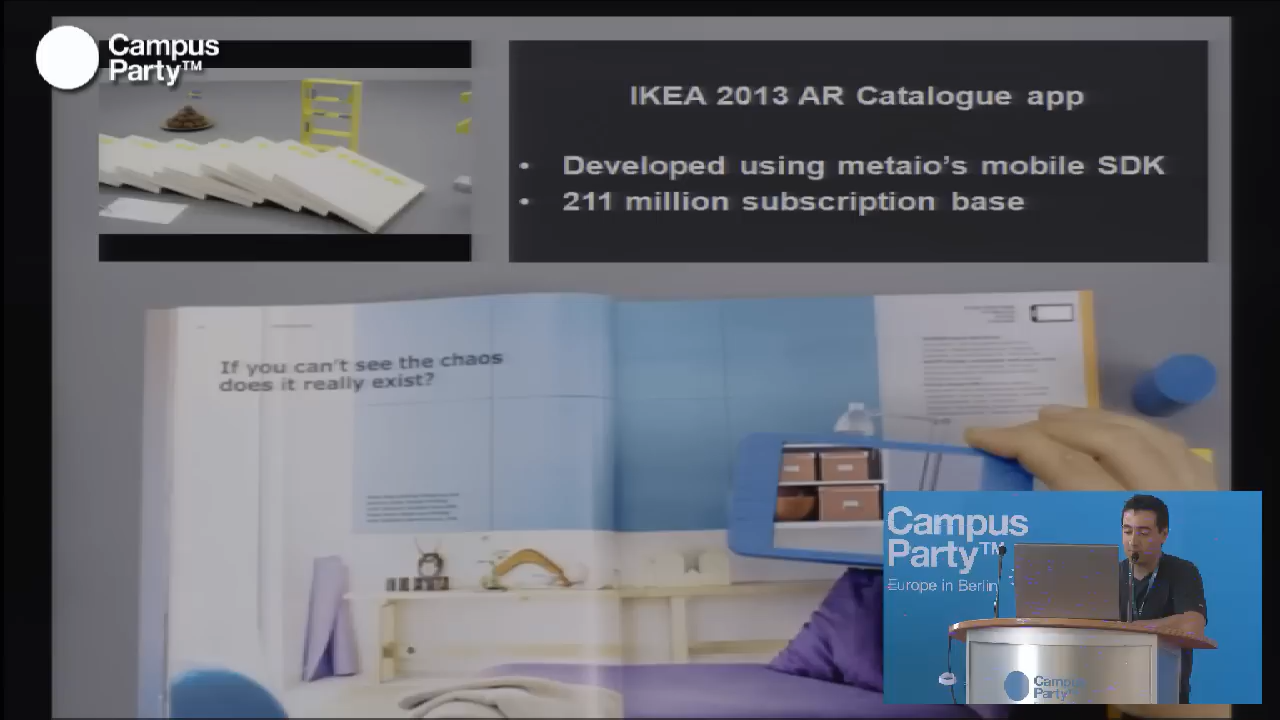 Campus
Party™
IKEA 2013 AR Catalogue app
• Developed using metaio's mobile SDK
• 211 million subscription base
If you can't see the chaos
does it really exist?
Campus
Party™
Europe in Berlin
Campus
Party™